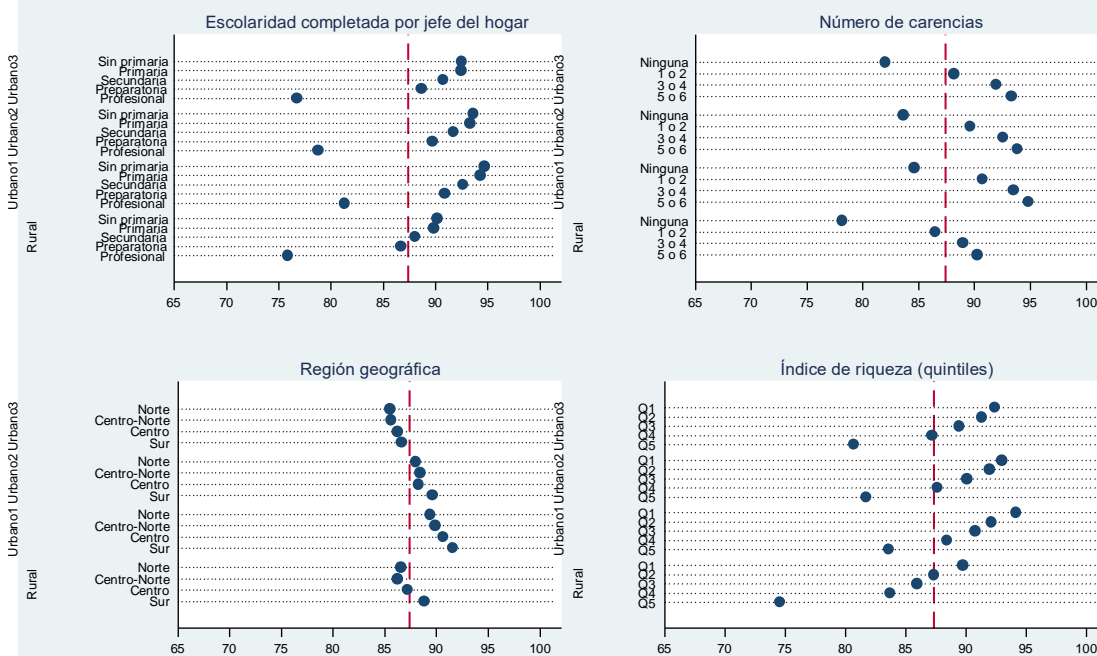 Escolaridad completada por jefe del hogar
Urbano3
Sin primaria
Primaria
Secundaria
Preparatoria
Profesional
Urbano2
Sin primaria
Primaria
Secundaria
Preparatoria
Profesional
Urbano1
Sin primaria
Primaria
Secundaria
Preparatoria
Profesional
Rural
Sin primaria
Primaria
Secundaria
Preparatoria
Profesional
65 70 75 80 85 90 95 100
Número de carencias
Urbano3
Ninguna
1 o 2
3 o 4
5 o 6
Urbano2
Ninguna
1 o 2
3 o 4
5 o 6
Urbano1
Ninguna
1 o 2
3 o 4
5 o 6
Rural
Ninguna
1 o 2
3 o 4
5 o 6
65 70 75 80 85 90 95 100
Región geográfica
Urbano3
Norte
Centro-Norte
Centro
Sur
Urbano2
Norte
Centro-Norte
Centro
Sur
Urbano1
Norte
Centro-Norte
Centro
Sur
Rural
Norte
Centro-Norte
Centro
Sur
65 70 75 80 85 90 95 100
Índice de riqueza (quintiles)
Urbano3
Q1
Q2
Q3
Q4
Q5
Urbano2
Q1
Q2
Q3
Q4
Q5
Urbano1
Q1
Q2
Q3
Q4
Q5
Rural
Q1
Q2
Q3
Q4
Q5
65 70 75 80 85 90 95 100